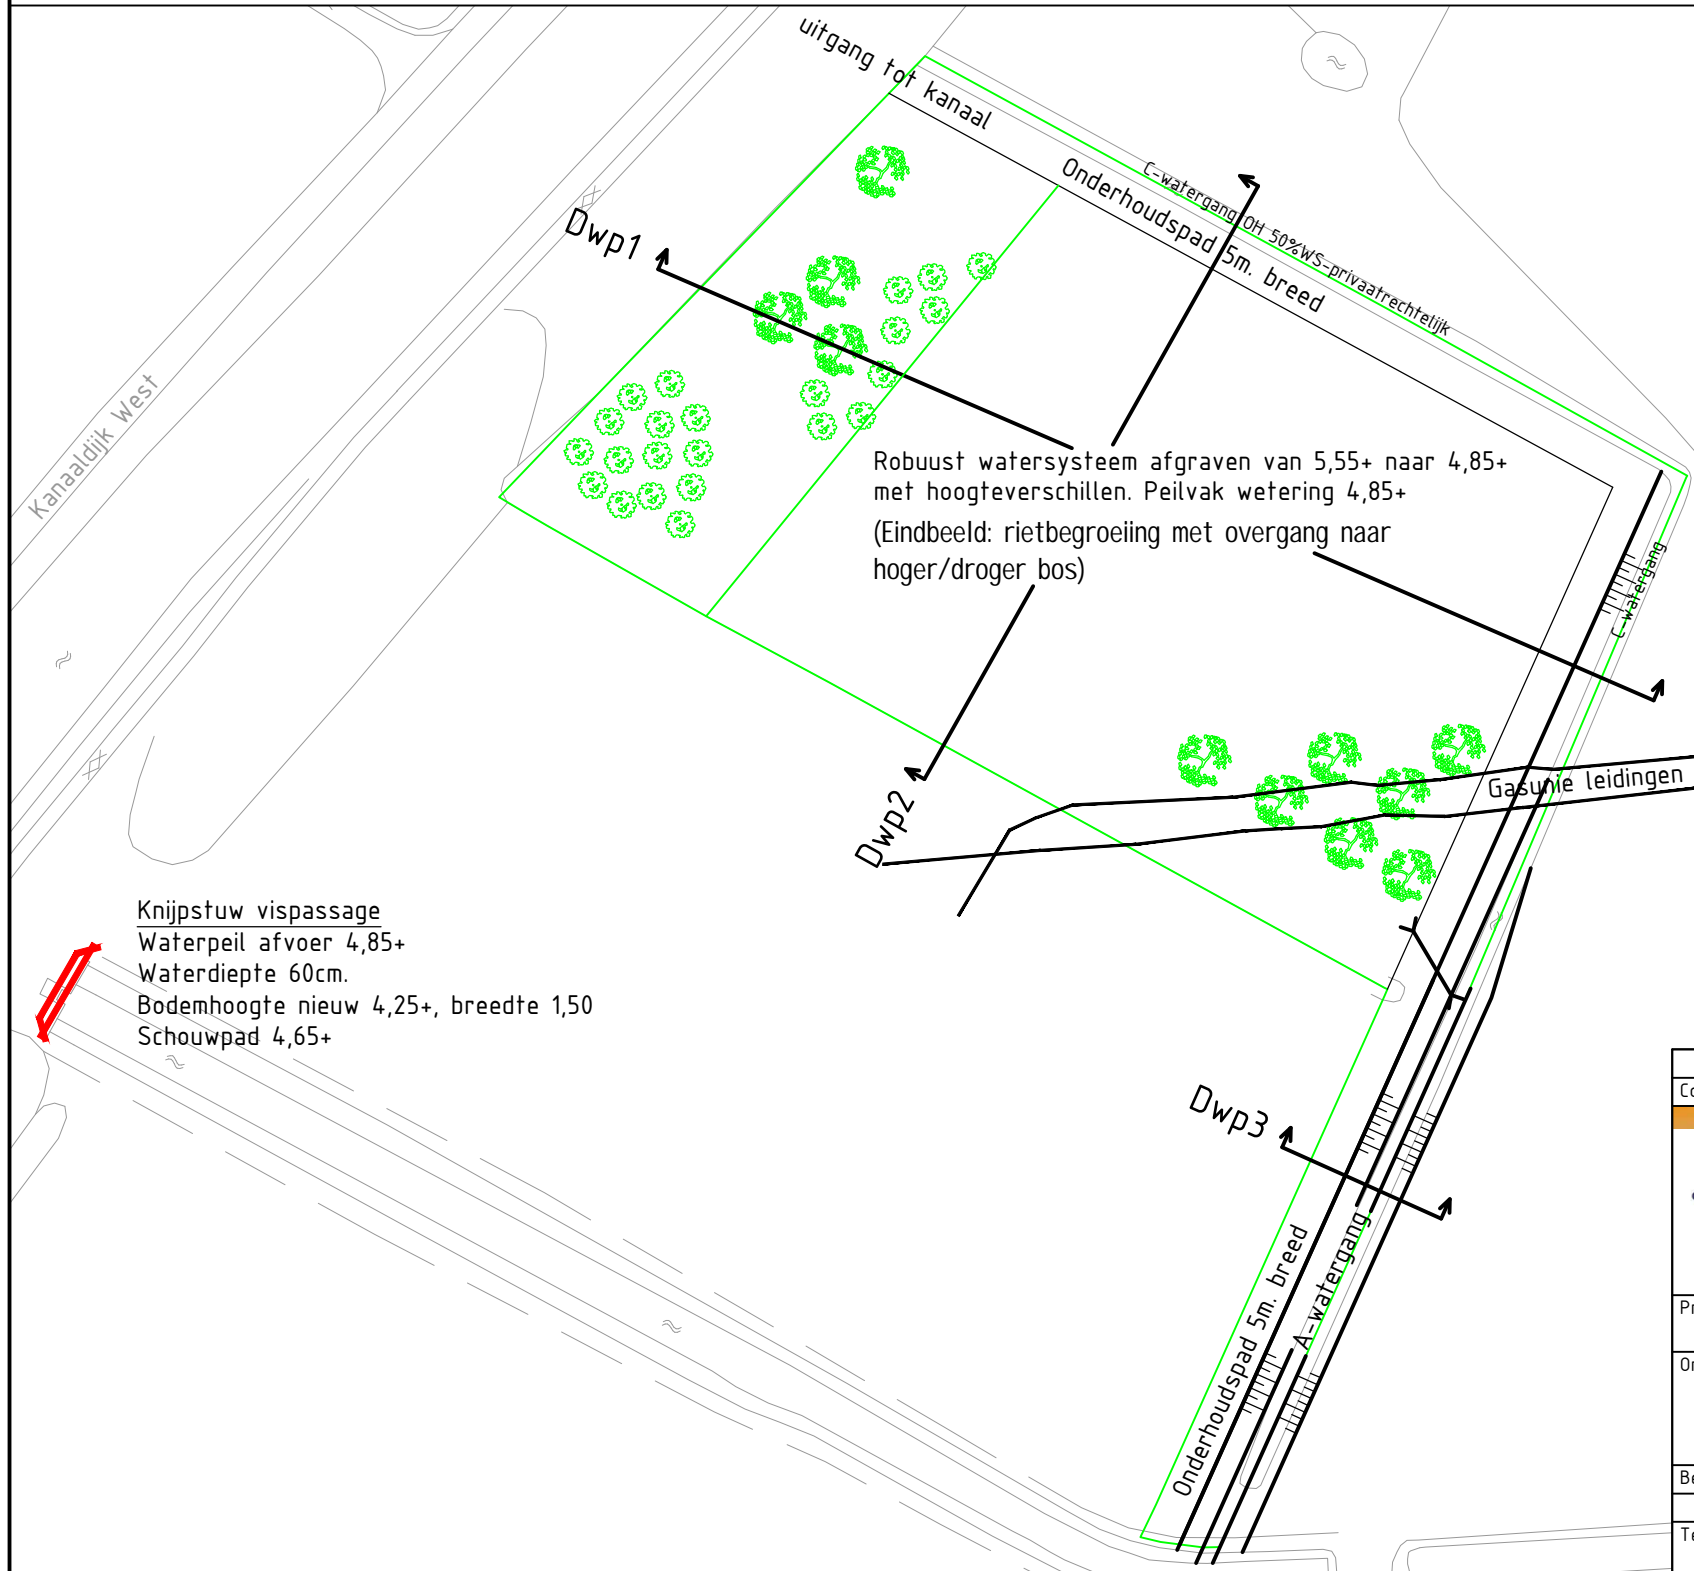 uitgang tot kanaal
Onderhoudspad 5m. breed
C-watergang OH 50%WS-privaatrechtelijk
Dwp1
Kanaaldijk West
Robuust watersysteem afgraven van 5,55+ naar 4,85+
met hoogteverschillen. Peilvak wetering 4,85+
(Eindbeeld: rietbegroeiing met overgang naar
hoger/droger bos)
C-watergang
Gasunie leidingen
Dwp2
Knijpstuw vispassage
Waterpeil afvoer 4,85+
Waterdiepte 60cm.
Bodemhoogte nieuw 4,25+, breedte 1,50
Schouwpad 4,65+
Dwp3
Onderhoudspad 5m. breed
A-watergang